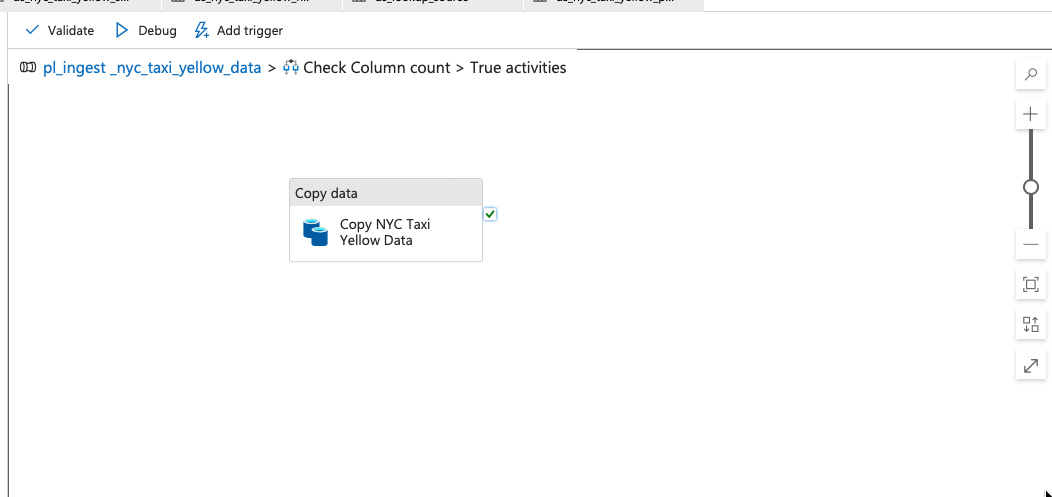 Validate Debug Add trigger
pl_ingest _nyc_taxi_yellow_data > Check Column count > True activities
Copy data
Copy NYC Taxi
Yellow Data